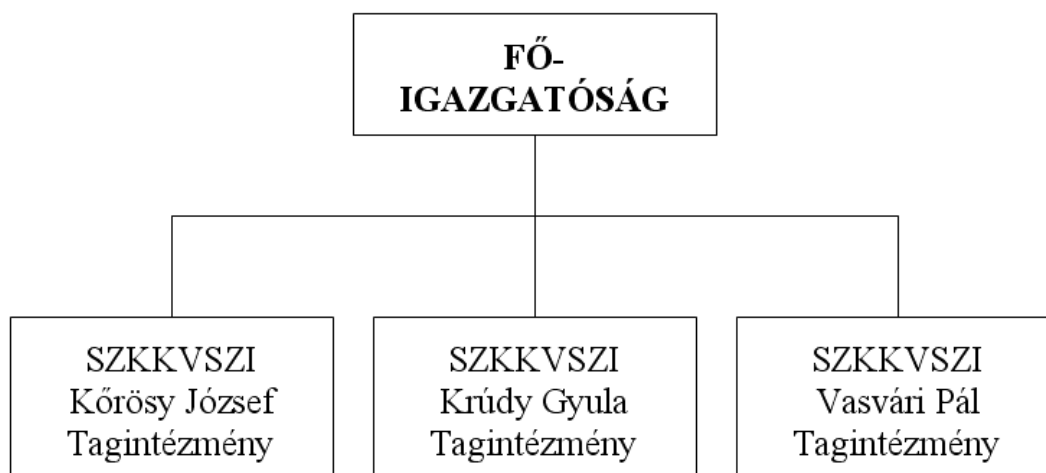 FŐ-
IGAZGATÓSÁG
SZKKVSZI
Kőrösy József
Tagintézmény
SZKKVSZI
Krúdy Gyula
Tagintézmény
SZKKVSZI
Vasvári Pál
Tagintézmény